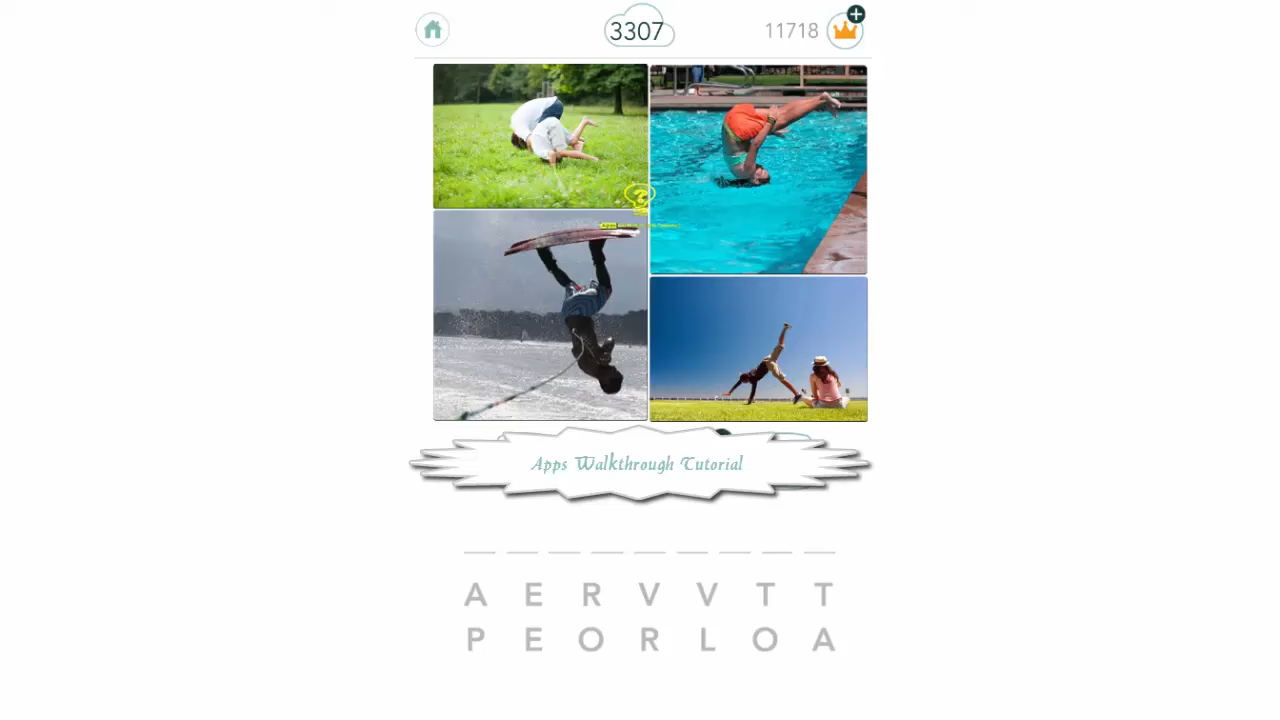 3307
11718
Apps Walkthrough Tutorial
A E R V V T T
P E O R L O A